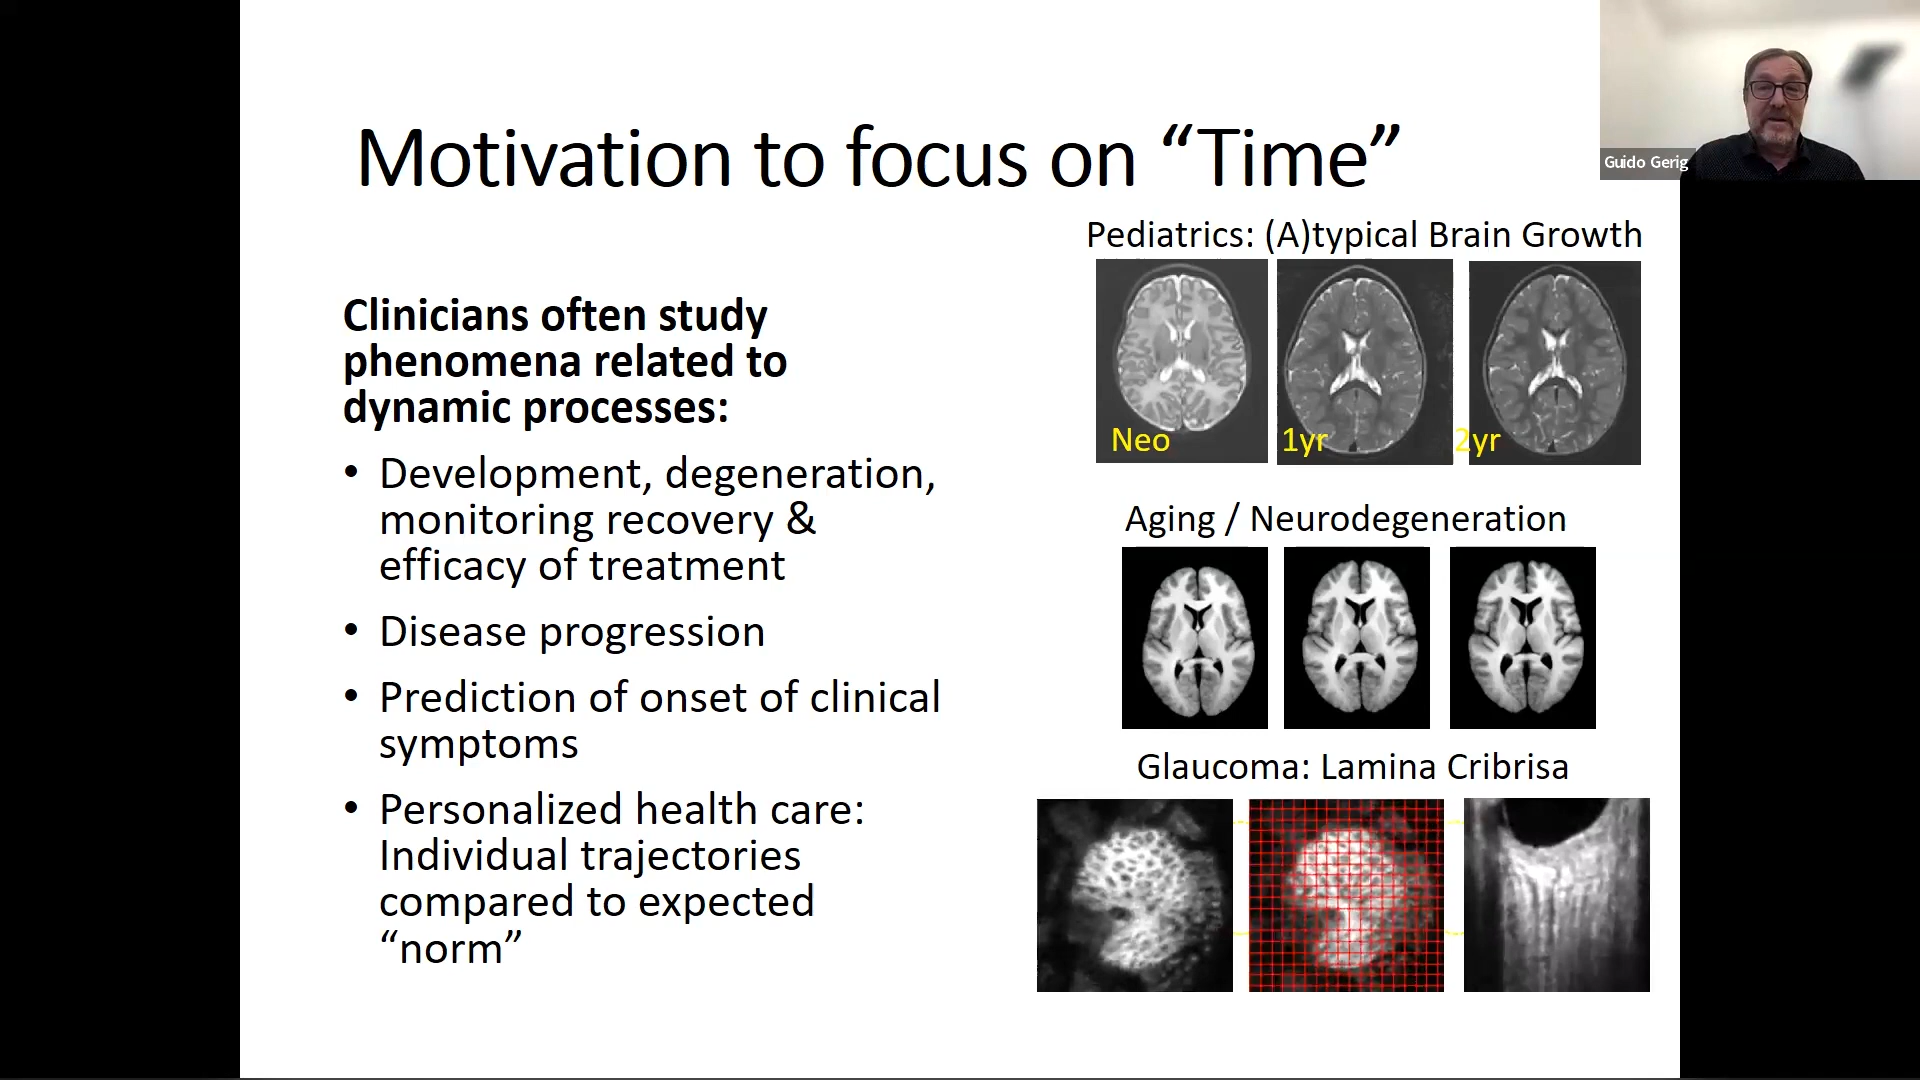 Motivation to focus on “Time”
Guido Gerig
Clinicians often study
phenomena related to
dynamic processes:
• Development, degeneration,
monitoring recovery &
efficacy of treatment
• Disease progression
• Prediction of onset of clinical
symptoms
• Personalized health care:
Individual trajectories
compared to expected
“norm”
Pediatrics: (A)typical Brain Growth
Neo 1yr 2yr
Aging / Neurodegeneration
Glaucoma: Lamina Cribrisa